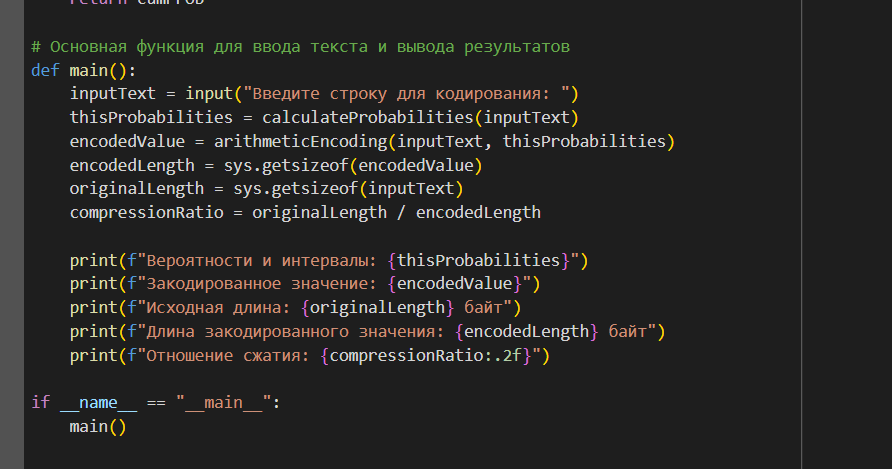 return cumProb
# Основная функция для ввода текста и вывода результатов
def main():
    inputText = input("Введите строку для кодирования: ")
    thisProbabilities = calculateProbabilities(inputText)
    encodedValue = arithmeticEncoding(inputText, thisProbabilities)
    encodedLength = sys.getsizeof(encodedValue)
    originalLength = sys.getsizeof(inputText)
    compressionRatio = originalLength / encodedLength
    print(f"Вероятности и интервалы: {thisProbabilities}")
    print(f"Закодированное значение: {encodedValue}")
    print(f"Исходная длина: {originalLength} байт")
    print(f"Длина закодированного значения: {encodedLength} байт")
    print(f"Отношение сжатия: {compressionRatio:.2f}")
if __name__ == "__main__":
    main()